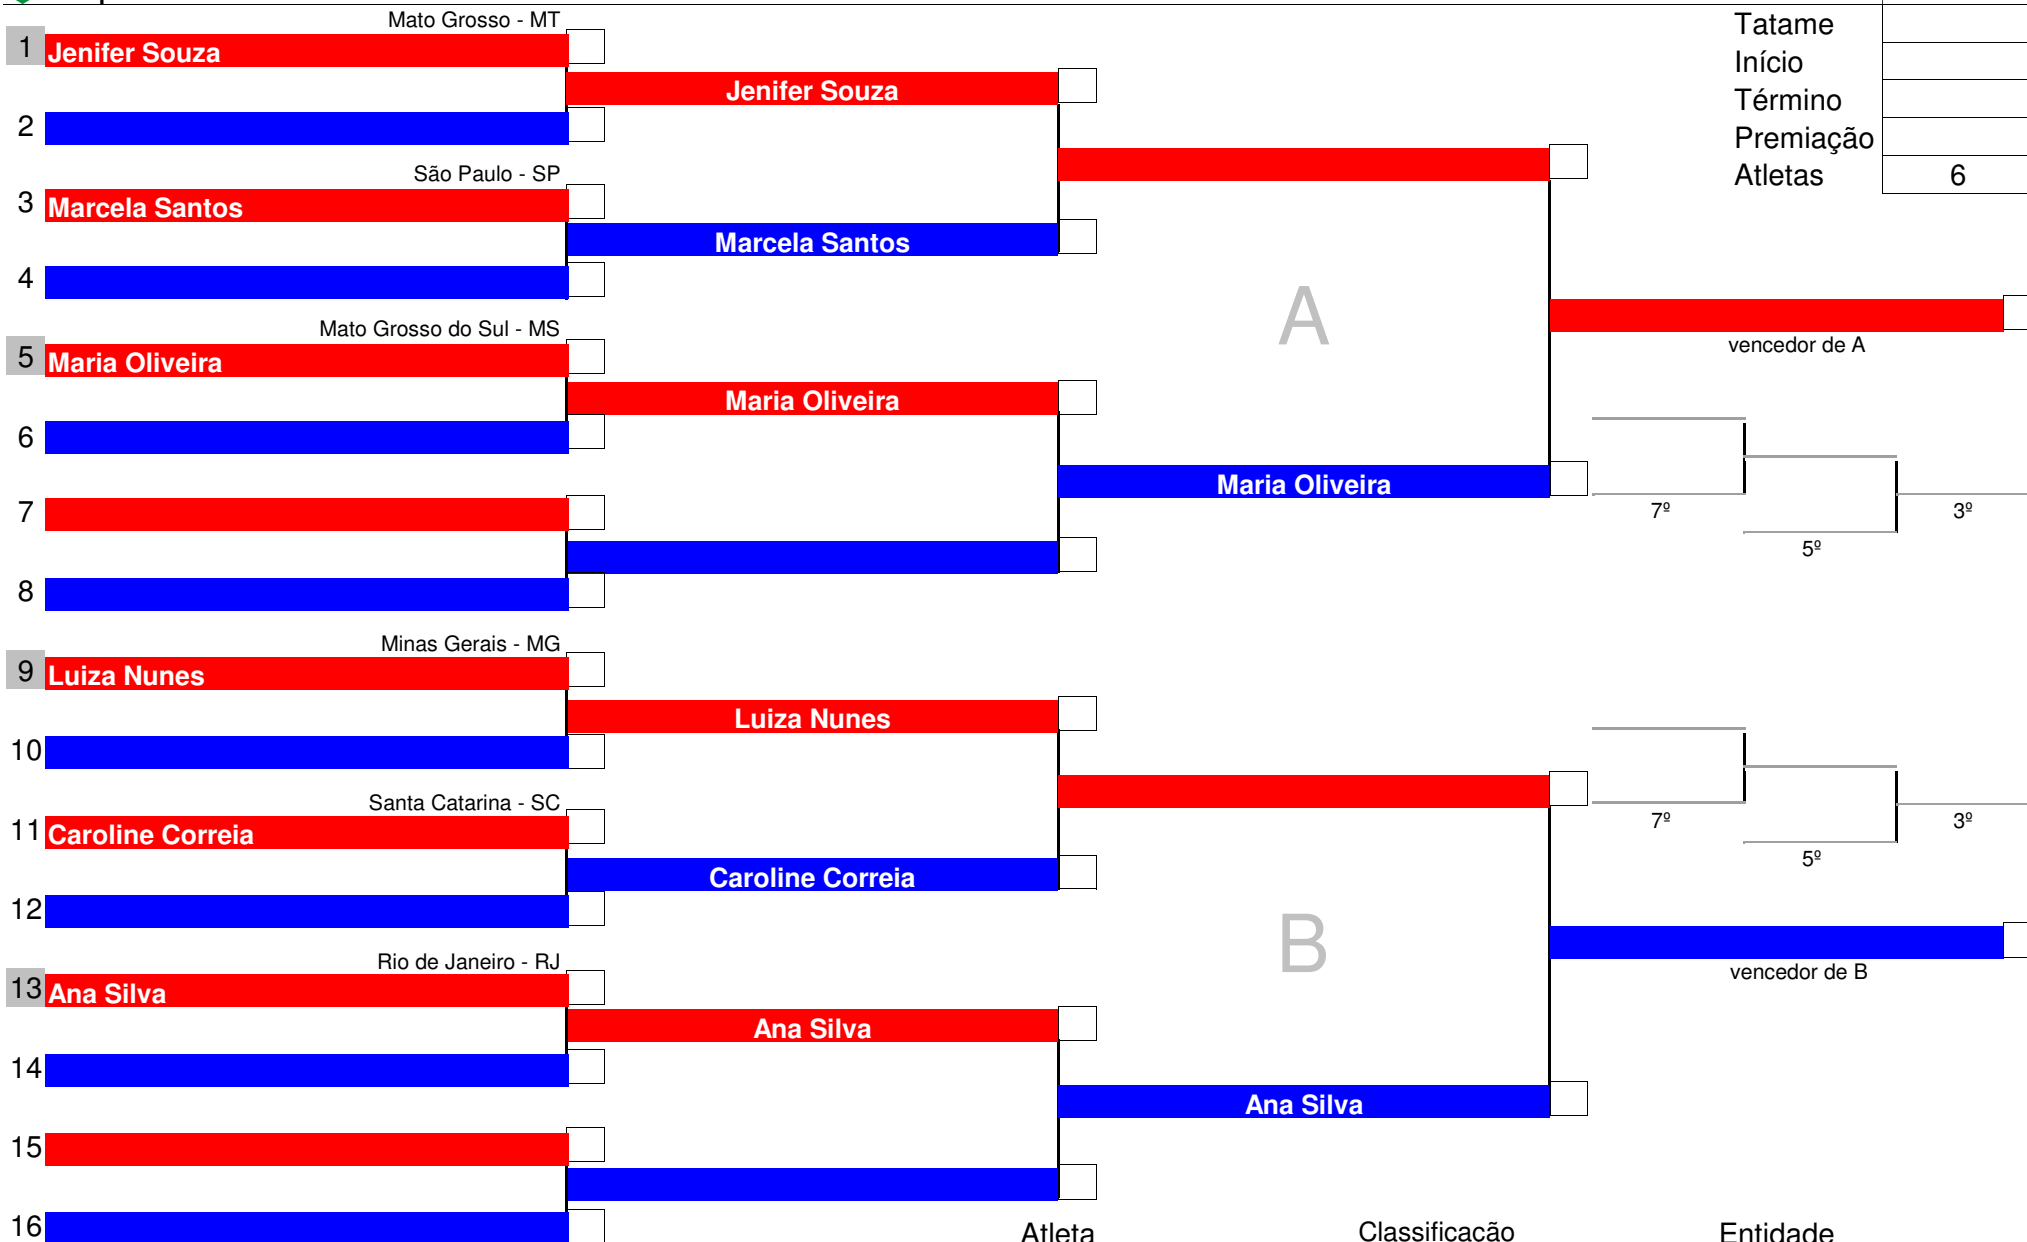 Mato Grosso - MT
Tatame
1 Jenifer Souza
Início
Jenifer Souza
Término
2
Premiação
São Paulo - SP
Atletas 6
3 Marcela Santos
Marcela Santos
4
A
Mato Grosso do Sul - MS
vencedor de A
5 Maria Oliveira
Maria Oliveira
6
Maria Oliveira
7
7º
3º
5º
8
Minas Gerais - MG
9 Luiza Nunes
Luiza Nunes
10
Santa Catarina - SC
7º
3º
11 Caroline Correia
5º
Caroline Correia
12
B
Rio de Janeiro - RJ
vencedor de B
13 Ana Silva
Ana Silva
14
Ana Silva
15
16
Atleta Classificação Entidade